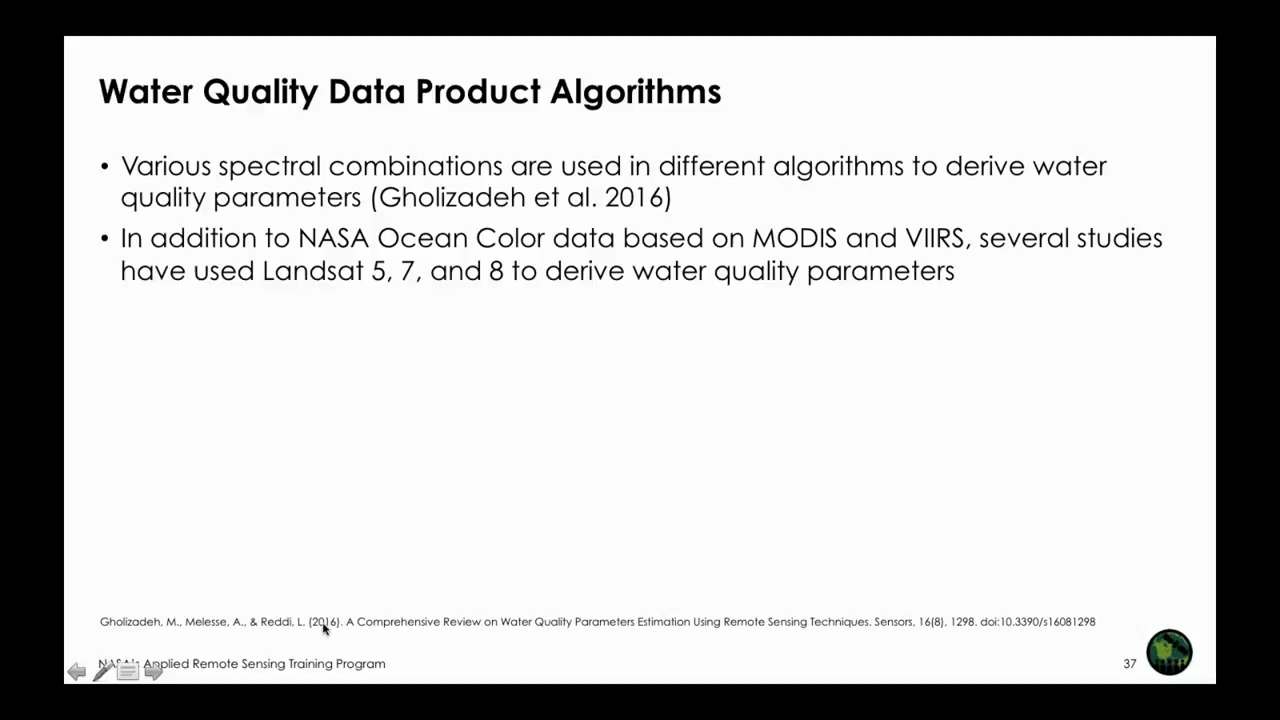 Water Quality Data Product Algorithms
• Various spectral combinations are used in different algorithms to derive water
quality parameters (Gholizadeh et al. 2016)
• In addition to NASA Ocean Color data based on MODIS and VIIRS, several studies
have used Landsat 5, 7, and 8 to derive water quality parameters
Gholizadeh, M., Melesse, A., & Reddi, L. (2016). A Comprehensive Review on Water Quality Parameters Estimation Using Remote Sensing Techniques. Sensors, 16(8), 1298. doi:10.3390/s16081298
NASA's Applied Remote Sensing Training Program
37